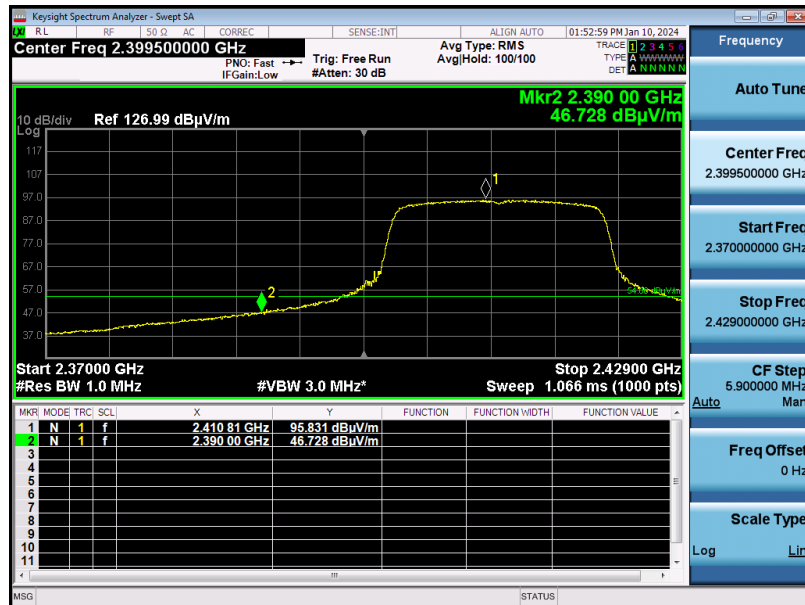 Keysight Spectrum Analyzer - Swept SA
LXI RL RF 50 Ω AC CORREC SENSE:INT ALIGN AUTO 01:52:59 PM Jan 10, 2024
Center Freq 2.399500000 GHz
PNO: Fast
IFGain:Low
Trig: Free Run
#Atten: 30 dB
Avg Type: RMS
Avg|Hold: 100/100
TRACE 1 2 3 4 5 6
TYPE A WWWWW
DET A N N N N N
Mkr2 2.390 00 GHz
46.728 dBµV/m
10 dB/div Ref 126.99 dBµV/m
Log
117
107
97.0
87.0
77.0
67.0
57.0
47.0
37.0
1
2
Start 2.37000 GHz Stop 2.42900 GHz
#Res BW 1.0 MHz #VBW 3.0 MHz* Sweep 1.066 ms (1000 pts)
MKR MODE TRC SCL X Y FUNCTION FUNCTION WIDTH FUNCTION VALUE
1 N 1 f 2.410 81 GHz 95.831 dBµV/m
2 N 1 f 2.390 00 GHz 46.728 dBµV/m
3
4
5
6
7
8
9
10
11
MSG STATUS
Frequency
Auto Tune
Center Freq
2.399500000 GHz
Start Freq
2.370000000 GHz
Stop Freq
2.429000000 GHz
CF Step
5.900000 MHz
Auto Man
Freq Offset
0 Hz
Scale Type
Log Lin